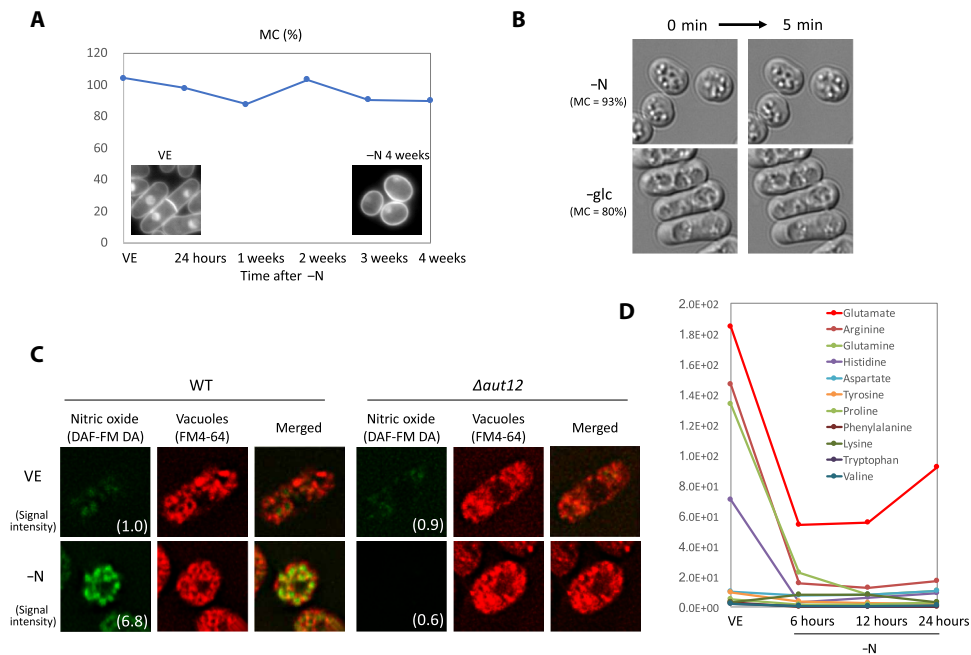 A
MC (%)
120
100
80
60
40
20
0
VE
–N 4 weeks
VE
24 hours
1 weeks
2 weeks
3 weeks
4 weeks
Time after –N
B
0 min
5 min
–N
(MC = 93%)
–glc
(MC = 80%)
C
WT
Δaut12
Nitric oxide
(DAF-FM DA)
Vacuoles
(FM4-64)
Merged
Nitric oxide
(DAF-FM DA)
Vacuoles
(FM4-64)
Merged
VE
(Signal
intensity)
(1.0)
(0.9)
–N
(Signal
intensity)
(6.8)
(0.6)
D
2.0E+02
1.8E+02
1.6E+02
1.4E+02
1.2E+02
1.0E+02
8.0E+01
6.0E+01
4.0E+01
2.0E+01
0.0E+00
Glutamate
Arginine
Glutamine
Histidine
Aspartate
Tyrosine
Proline
Phenylalanine
Lysine
Tryptophan
Valine
VE
6 hours
12 hours
24 hours
–N